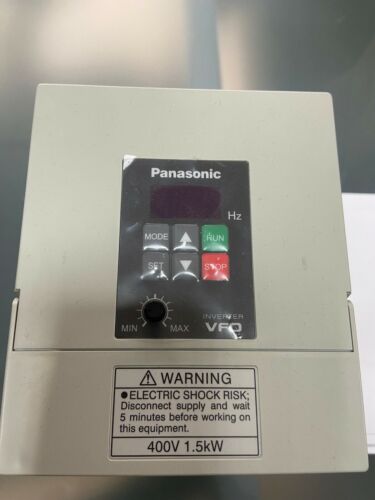 Panasonic
Hz
MODE
RUN
SET
STOP
MIN MAX
INVERTER
VFO
WARNING
● ELECTRIC SHOCK RISK;
Disconnect supply and wait
5 minutes before working on
this equipment.
400V 1.5kW